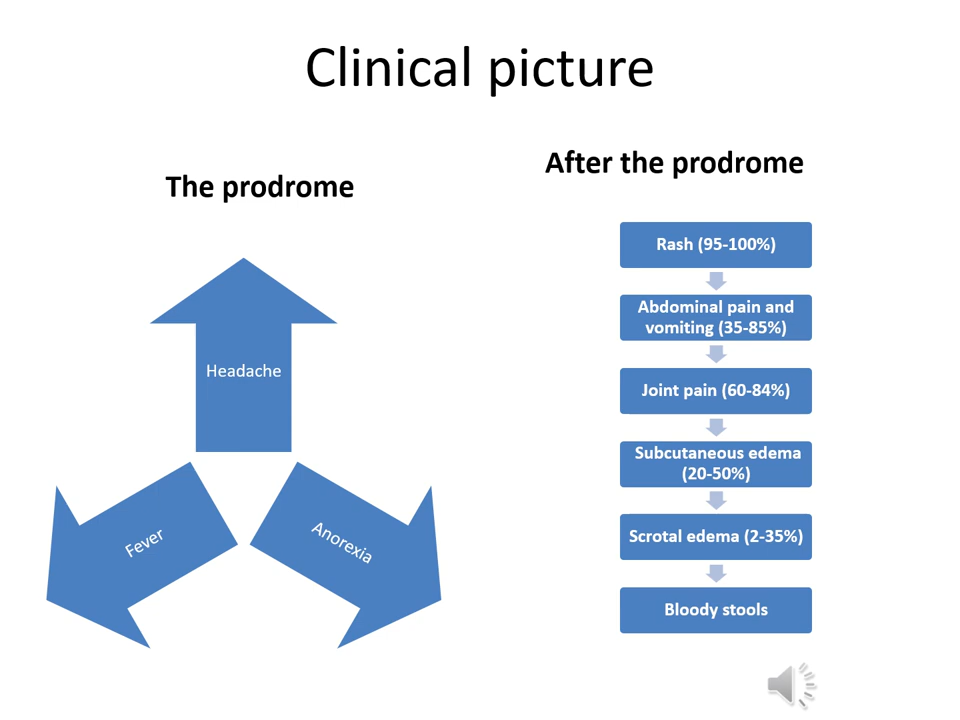 Clinical picture
The prodrome
Headache
Fever
Anorexia
After the prodrome
Rash (95-100%)
Abdominal pain and
vomiting (35-85%)
Joint pain (60-84%)
Subcutaneous edema
(20-50%)
Scrotal edema (2-35%)
Bloody stools